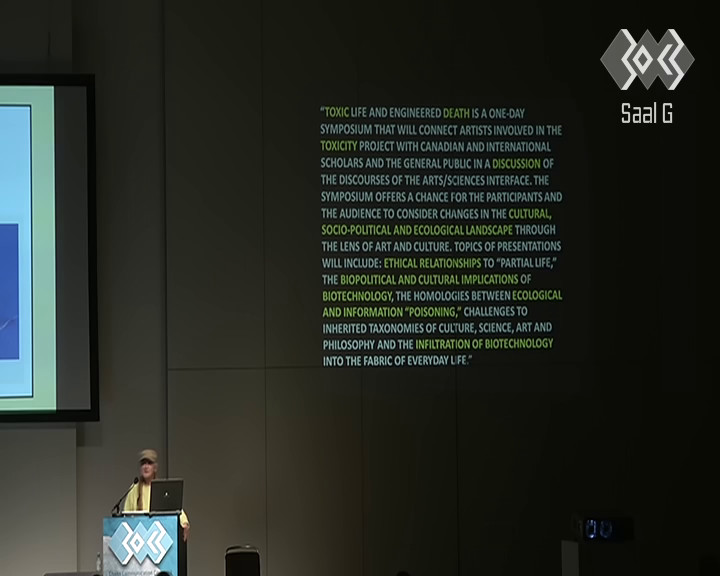 Saal G
"TOXIC LIFE AND ENGINEERED DEATH IS A ONE-DAY
SYMPOSIUM THAT WILL CONNECT ARTISTS INVOLVED IN THE
TOXICITY PROJECT WITH CANADIAN AND INTERNATIONAL
SCHOLARS AND THE GENERAL PUBLIC IN A DISCUSSION OF
THE DISCOURSES OF THE ARTS/SCIENCES INTERFACE. THE
SYMPOSIUM OFFERS A CHANCE FOR THE PARTICIPANTS AND
THE AUDIENCE TO CONSIDER CHANGES IN THE CULTURAL,
SOCIO-POLITICAL AND ECOLOGICAL LANDSCAPE THROUGH
THE LENS OF ART AND CULTURE. TOPICS OF PRESENTATIONS
WILL INCLUDE: ETHICAL RELATIONSHIPS TO "PARTIAL LIFE,"
THE BIOPOLITICAL AND CULTURAL IMPLICATIONS OF
BIOTECHNOLOGY, THE HOMOLOGIES BETWEEN ECOLOGICAL
AND INFORMATION "POISONING," CHALLENGES TO
INHERITED TAXONOMIES OF CULTURE, SCIENCE, ART AND
PHILOSOPHY AND THE INFILTRATION OF BIOTECHNOLOGY
INTO THE FABRIC OF EVERYDAY LIFE."